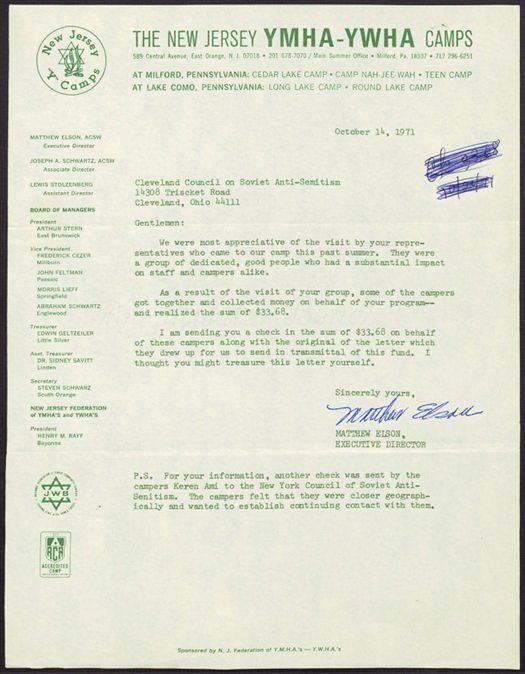 New Jersey
Y Camps
THE NEW JERSEY YMHA-YWHA CAMPS
589 Central Avenue, East Orange, N. J. 07018 • 201 678-7070 / Main Summer Office • Milford, Pa. 18337 • 717 296-6251
AT MILFORD, PENNSYLVANIA: CEDAR LAKE CAMP • CAMP NAH-JEE-WAH • TEEN CAMP
AT LAKE COMO, PENNSYLVANIA: LONG LAKE CAMP • ROUND LAKE CAMP
October 14, 1971
MATTHEW ELSON, ACSW
Executive Director
JOSEPH A. SCHWARTZ, ACSW
Associate Director
LEWIS STOLZENBERG
Assistant Director
BOARD OF MANAGERS
President
ARTHUR STERN
East Brunswick
Vice President
FREDERICK CEZER
Millburn
JOHN FELTMAN
Passaic
MORRIS LIEFF
Springfield
ABRAHAM SCHWARTZ
Englewood
Treasurer
EDWIN GELTZEILER
Little Silver
Asst. Treasurer
DR. SIDNEY SAVITT
Linden
Secretary
STEVEN SCHWARZ
South Orange
NEW JERSEY FEDERATION
of YMHA'S and YWHA'S
President
HENRY M. RAFF
Bayonne
JWB
ACA
ACCREDITED
CAMP
Cleveland Council on Soviet Anti-Semitism
14308 Triscket Road
Cleveland, Ohio 44111
Gentlemen:
We were most appreciative of the visit by your repre-
sentatives who came to our camp this past summer. They were
a group of dedicated, good people who had a substantial impact
on staff and campers alike.
As a result of the visit of your group, some of the campers
got together and collected money on behalf of your program--
and realized the sum of $33.68.
I am sending you a check in the sum of $33.68 on behalf
of these campers along with the original of the letter which
they drew up for us to send in transmittal of this fund. I
thought you might treasure this letter yourself.
Sincerely yours,
Matthew Elson
MATTHEW ELSON,
EXECUTIVE DIRECTOR
P.S. For your information, another check was sent by the
campers Keren Ami to the New York Council of Soviet Anti-
Semitism. The campers felt that they were closer geograph-
ically and wanted to establish continuing contact with them.
Sponsored by N. J. Federation of Y.M.H.A.'s — Y.W.H.A.'s